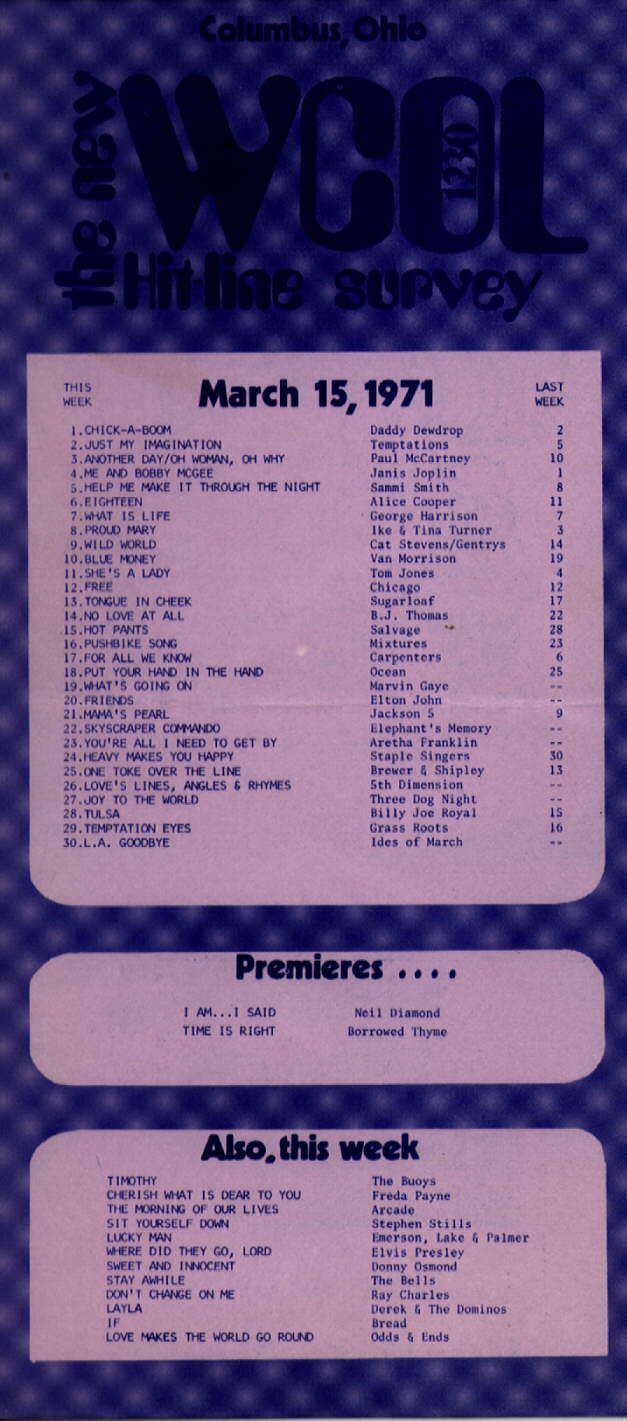 Columbus, Ohio
the new
WCOL
1230
Hit-line survey
THIS WEEK March 15, 1971 LAST WEEK
1.CHICK-A-BOOM Daddy Dewdrop 2
2.JUST MY IMAGINATION Temptations 5
3.ANOTHER DAY/OH WOMAN, OH WHY Paul McCartney 10
4.ME AND BOBBY MCGEE Janis Joplin 1
5.HELP ME MAKE IT THROUGH THE NIGHT Sammi Smith 8
6.EIGHTEEN Alice Cooper 11
7.WHAT IS LIFE George Harrison 7
8.PROUD MARY Ike & Tina Turner 3
9.WILD WORLD Cat Stevens/Gentrys 14
10.BLUE MONEY Van Morrison 19
11.SHE'S A LADY Tom Jones 4
12.FREE Chicago 12
13.TONGUE IN CHEEK Sugarloaf 17
14.NO LOVE AT ALL B.J. Thomas 22
15.HOT PANTS Salvage 28
16.PUSHBIKE SONG Mixtures 23
17.FOR ALL WE KNOW Carpenters 6
18.PUT YOUR HAND IN THE HAND Ocean 25
19.WHAT'S GOING ON Marvin Gaye --
20.FRIENDS Elton John --
21.MAMA'S PEARL Jackson 5 9
22.SKYSCRAPER COMMANDO Elephant's Memory --
23.YOU'RE ALL I NEED TO GET BY Aretha Franklin --
24.HEAVY MAKES YOU HAPPY Staple Singers 30
25.ONE TOKE OVER THE LINE Brewer & Shipley 13
26.LOVE'S LINES, ANGLES & RHYMES 5th Dimension --
27.JOY TO THE WORLD Three Dog Night --
28.TULSA Billy Joe Royal 15
29.TEMPTATION EYES Grass Roots 16
30.L.A. GOODBYE Ides of March --
Premieres ....
I AM...I SAID Neil Diamond
TIME IS RIGHT Borrowed Thyme
Also, this week
TIMOTHY The Buoys
CHERISH WHAT IS DEAR TO YOU Freda Payne
THE MORNING OF OUR LIVES Arcade
SIT YOURSELF DOWN Stephen Stills
LUCKY MAN Emerson, Lake & Palmer
WHERE DID THEY GO, LORD Elvis Presley
SWEET AND INNOCENT Donny Osmond
STAY AWHILE The Bells
DON'T CHANGE ON ME Ray Charles
LAYLA Derek & The Dominos
IF Bread
LOVE MAKES THE WORLD GO ROUND Odds & Ends